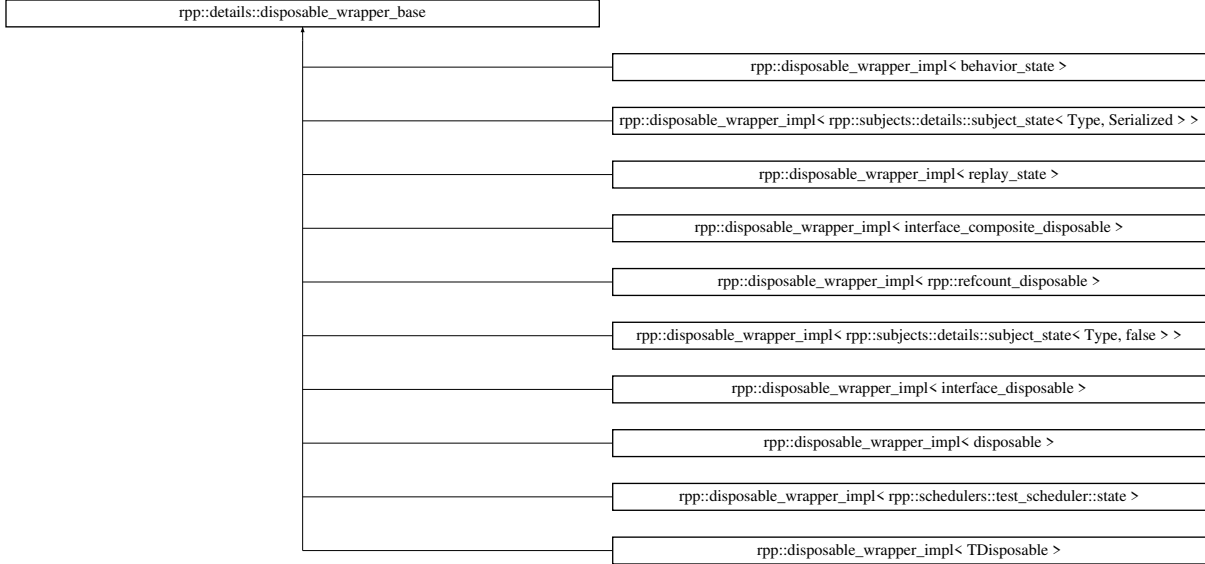 rpp::details::disposable_wrapper_base
rpp::disposable_wrapper_impl< behavior_state >
rpp::disposable_wrapper_impl< rpp::subjects::details::subject_state< Type, Serialized > >
rpp::disposable_wrapper_impl< replay_state >
rpp::disposable_wrapper_impl< interface_composite_disposable >
rpp::disposable_wrapper_impl< rpp::refcount_disposable >
rpp::disposable_wrapper_impl< rpp::subjects::details::subject_state< Type, false > >
rpp::disposable_wrapper_impl< interface_disposable >
rpp::disposable_wrapper_impl< disposable >
rpp::disposable_wrapper_impl< rpp::schedulers::test_scheduler::state >
rpp::disposable_wrapper_impl< TDisposable >